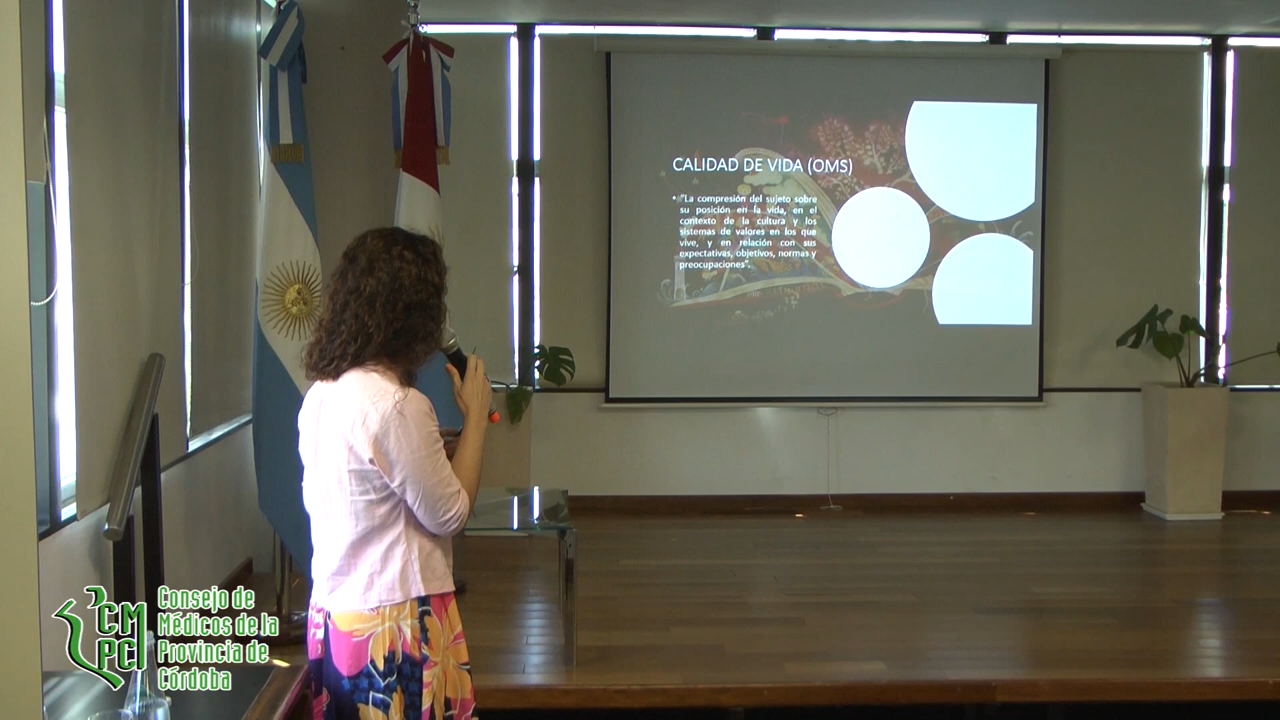 CALIDAD DE VIDA (OMS)
• "La compresión del sujeto sobre
su posición en la vida, en el
contexto de la cultura y los
sistemas de valores en los que
vive, y en relación con sus
expectativas, objetivos, normas y
preocupaciones".
CM
PC
Consejo de
Médicos de la
Provincia de
Córdoba